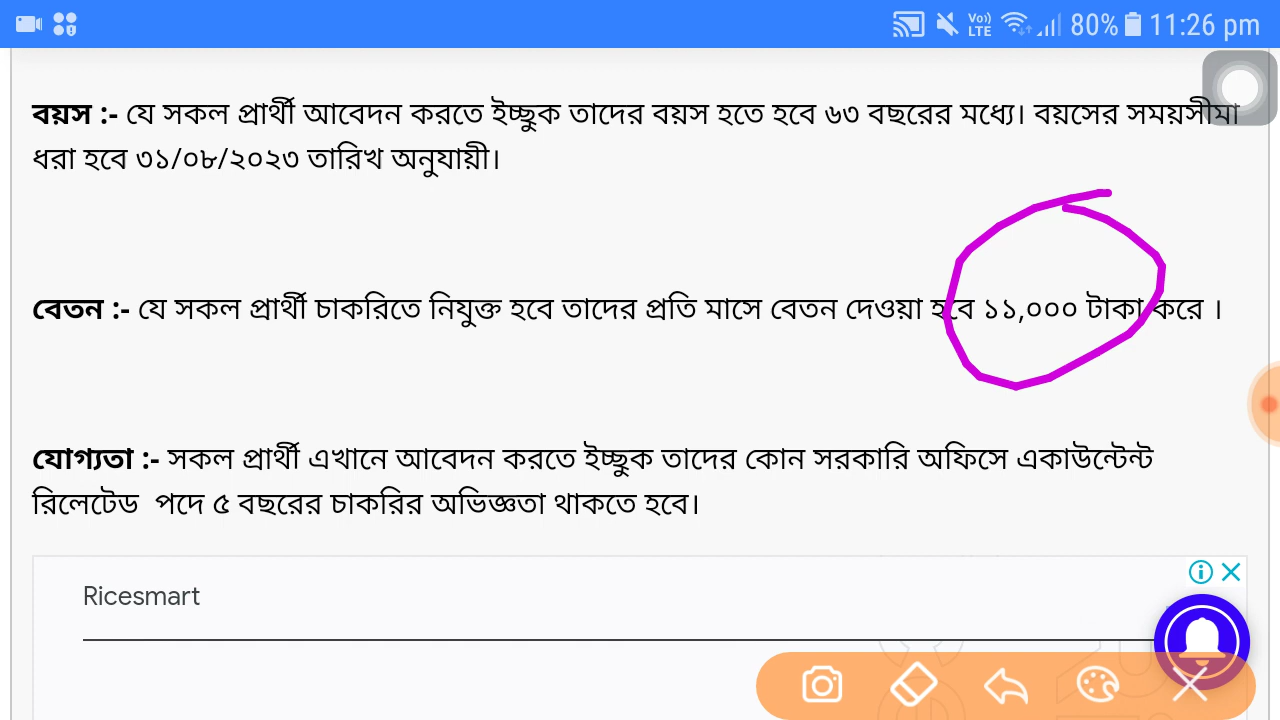 Vo)) LTE 80% 11:26 pm
বয়স :- যে সকল প্রার্থী আবেদন করতে ইচ্ছুক তাদের বয়স হতে হবে ৬৩ বছরের মধ্যে। বয়সের সময়সীমা
ধরা হবে ৩১/০৮/২০২৩ তারিখ অনুযায়ী।
বেতন :- যে সকল প্রার্থী চাকরিতে নিযুক্ত হবে তাদের প্রতি মাসে বেতন দেওয়া হবে ১১,০০০ টাকা করে ।
যোগ্যতা :- সকল প্রার্থী এখানে আবেদন করতে ইচ্ছুক তাদের কোন সরকারি অফিসে একাউন্টেন্ট
রিলেটেড পদে ৫ বছরের চাকরির অভিজ্ঞতা থাকতে হবে।
Ricesmart